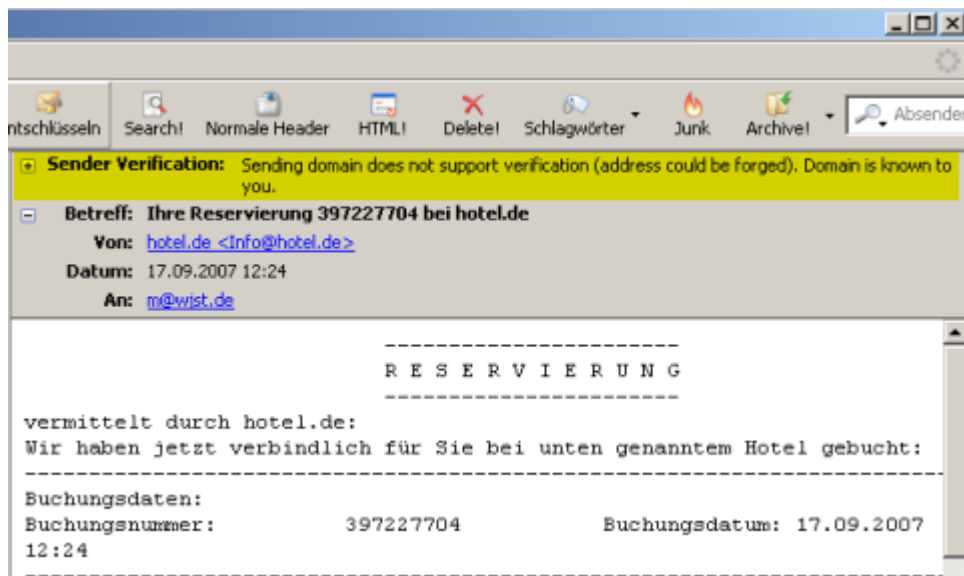 ntschlüsseln Search! Normale Header HTML! Delete! Schlagwörter Junk Archive! Absender
Sender Verification: Sending domain does not support verification (address could be forged). Domain is known to
you.
Betreff: Ihre Reservierung 397227704 bei hotel.de
Von: hotel.de <Info@hotel.de>
Datum: 17.09.2007 12:24
An: m@wjst.de
-----------------------
R E S E R V I E R U N G
-----------------------
vermittelt durch hotel.de:
Wir haben jetzt verbindlich für Sie bei unten genanntem Hotel gebucht:
------------------------------------------------------------------------
Buchungsdaten:
Buchungsnummer: 397227704 Buchungsdatum: 17.09.2007
12:24
------------------------------------------------------------------------